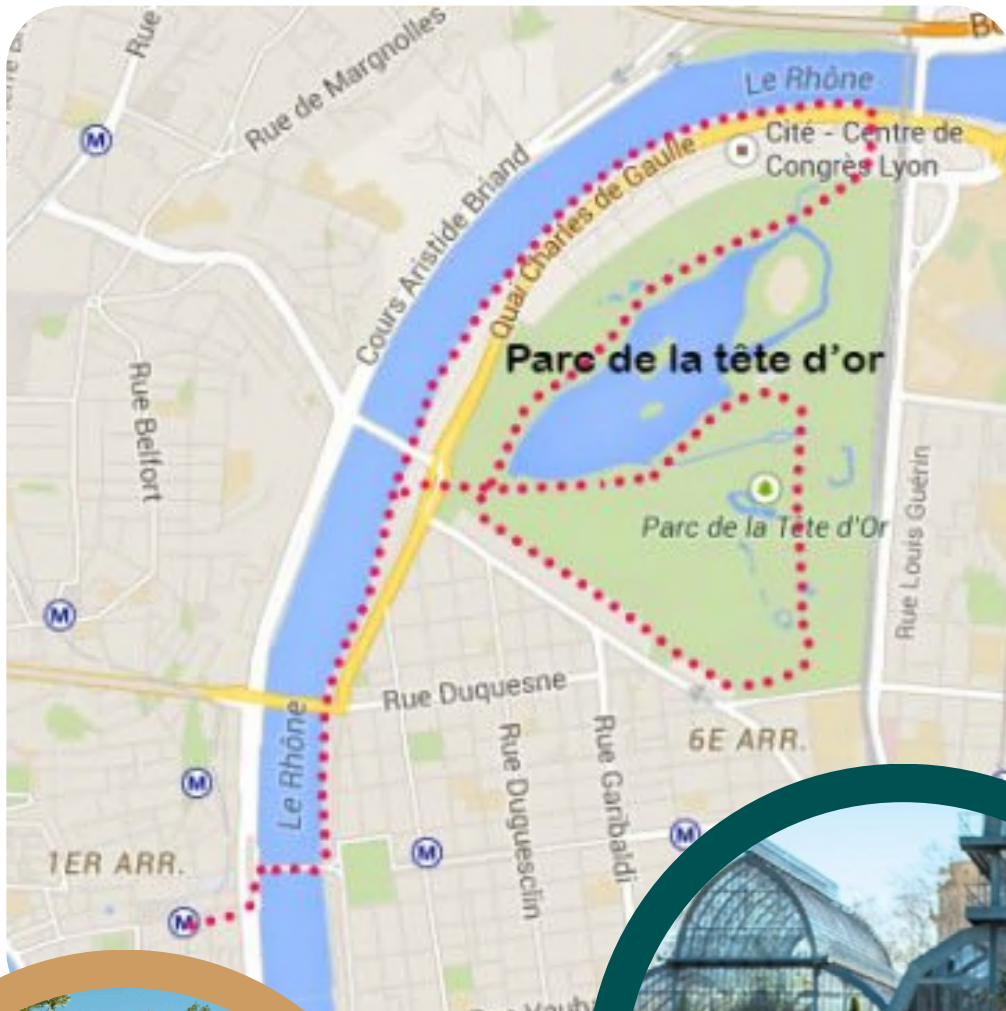 Rue
Rue de Margnolles
Le Rhône
M
Cité - Centre de
Congrès Lyon
Cours Aristide Briand
Quai Charles de Gaulle
Parc de la tête d'or
Rue Belfort
Parc de la Tête d'Or
Rue Louis Guérin
M
Rue Duquesne
Le Rhône
6E ARR.
Rue Duguesclin
Rue Garibaldi
M
M
M
1ER ARR.
M